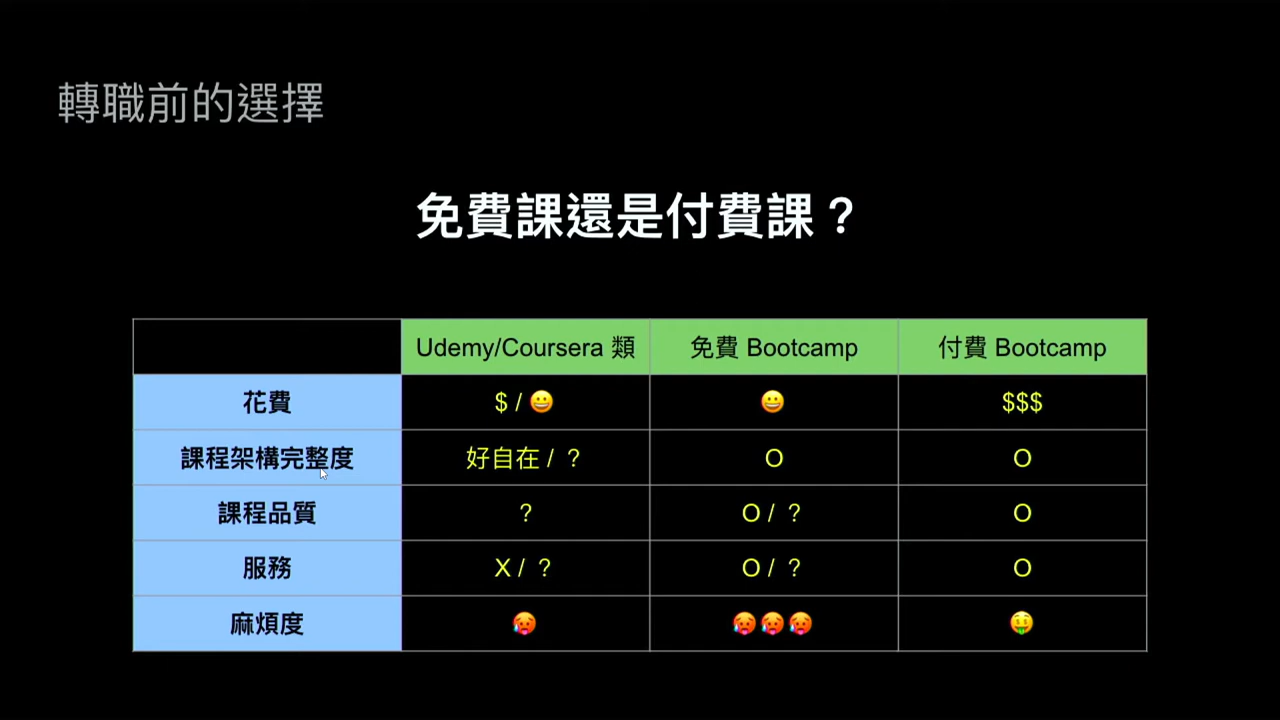 轉職前的選擇
免費課還是付費課？
Udemy/Coursera 類 免費 Bootcamp 付費 Bootcamp
花費 $ / 😀 😀 $$$
課程架構完整度 好自在 / ？ O O
課程品質 ？ O / ？ O
服務 X / ？ O / ？ O
麻煩度 🥵 🥵🥵🥵 🤑